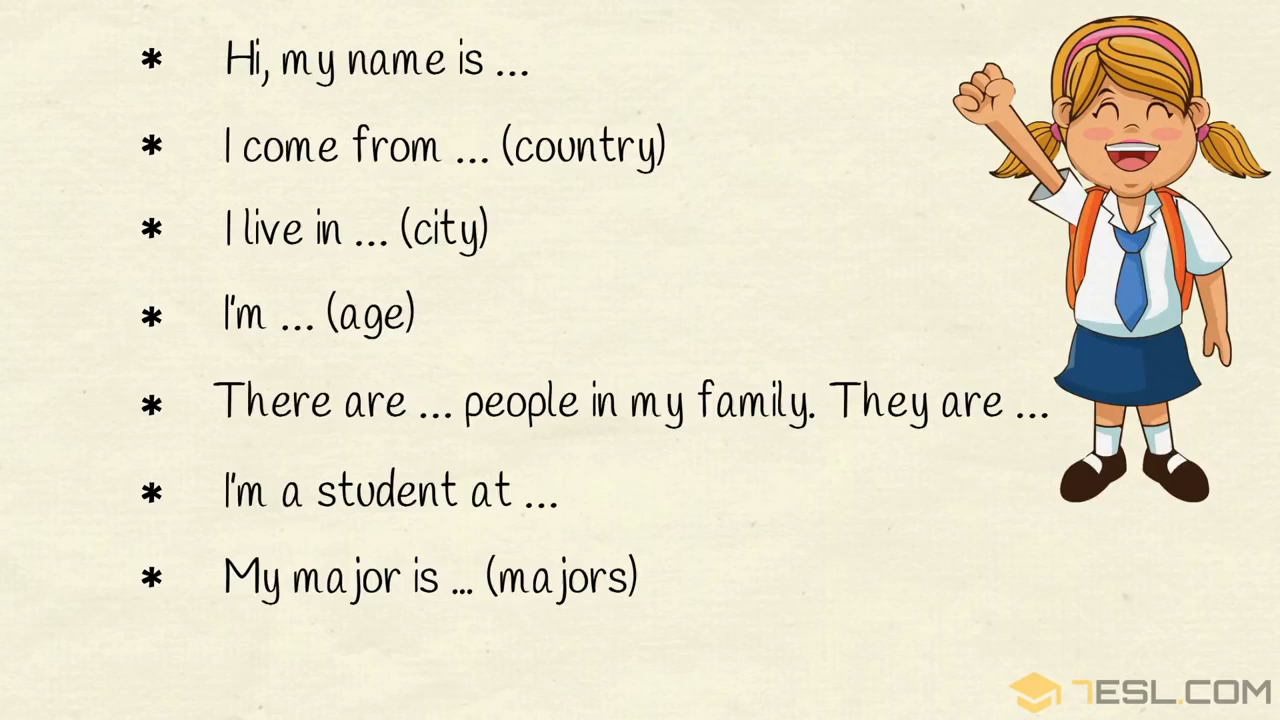 * Hi, my name is ...
* I come from ... (country)
* I live in ... (city)
* I'm ... (age)
* There are ... people in my family. They are ...
* I'm a student at ...
* My major is ... (majors)
7ESL.COM